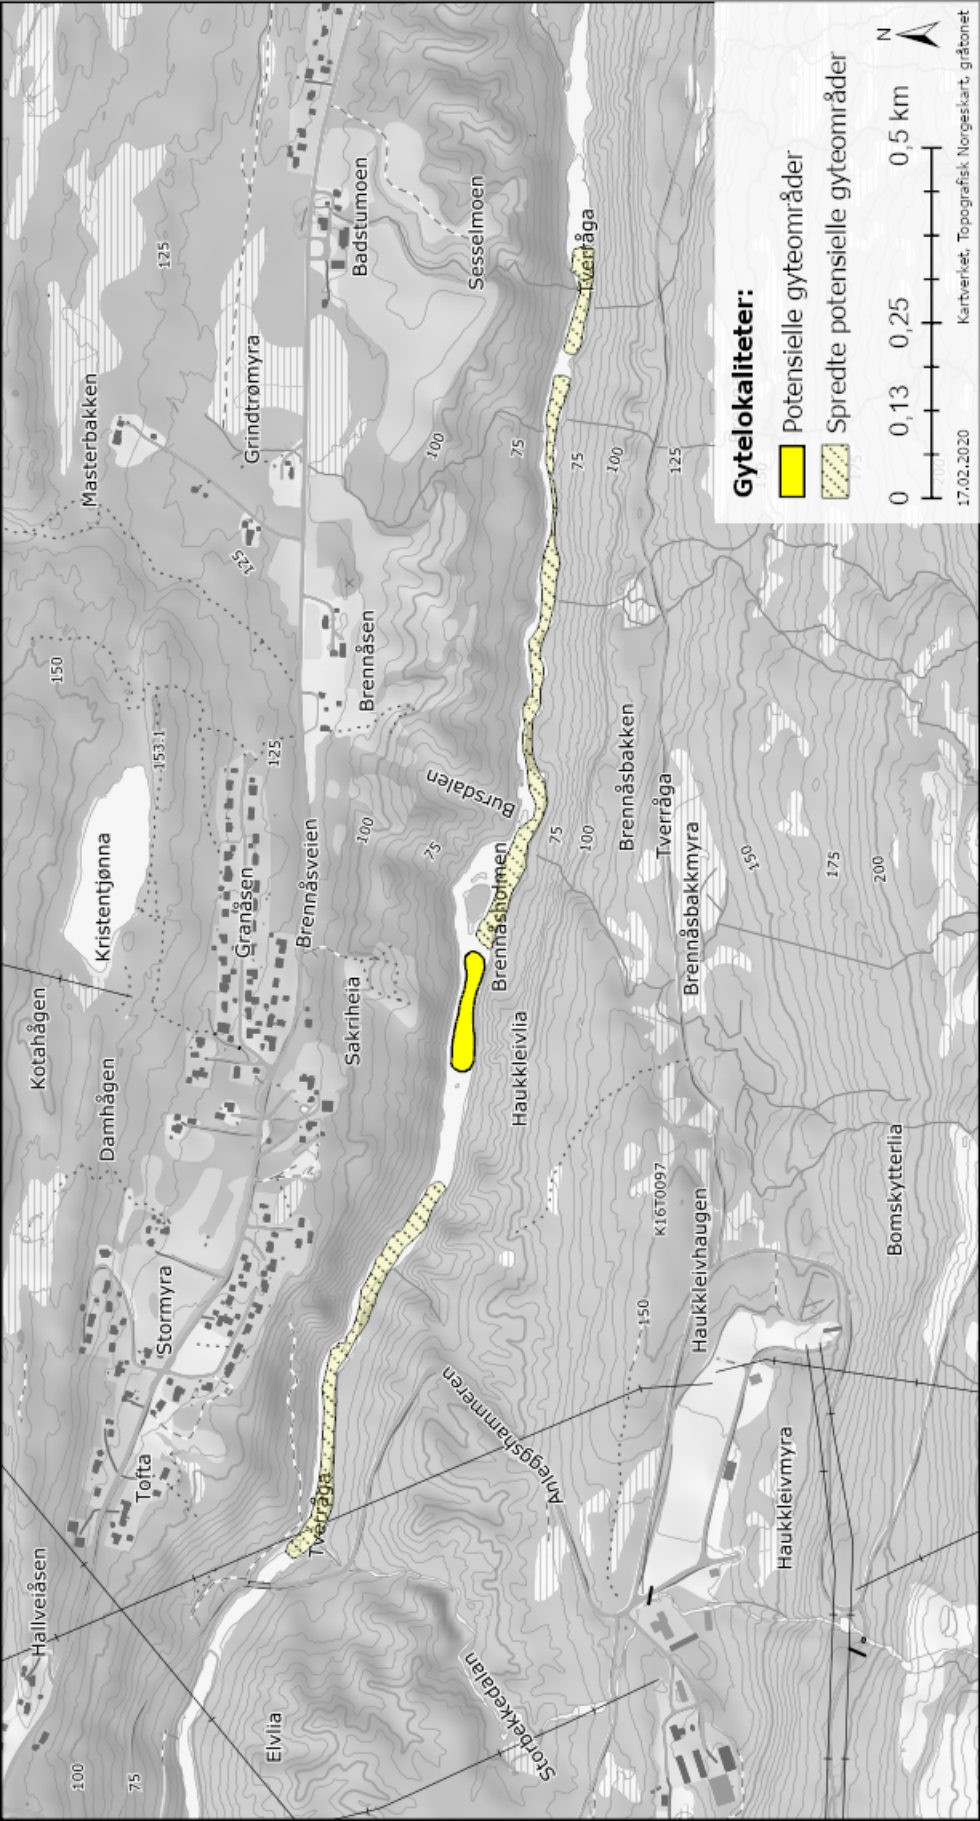 Hallveiåsen
Tofta
Stormyra
Damhågen
Kotahågen
Kristentjønna
153.1
150
Masterbakken
125
Granåsen
125
125
Grindtrømyra
Brennåsveien
Sakriheia
Brennåsen
Badstumoen
Sesselmoen
100
75
Elvlia
Tverråga
100
75
Bursdalen
100
75
Tverråga
Brennåsholmen
Haukkleivlia
75
100
75
100
125
Storbekkedalan
Anleggshammeren
150
K16T0097
Haukkleivhaugen
Haukkleivmyra
Bomskytterlia
Brennåsbakkmyra
Tverråga
Brennåsbakken
150
175
200
Gytelokaliteter:
Potensielle gyteområder
Spredte potensielle gyteområder
0 0,13 0,25 0,5 km
N
17.02.2020 Kartverket, Topografisk Norgeskart, gråtonet